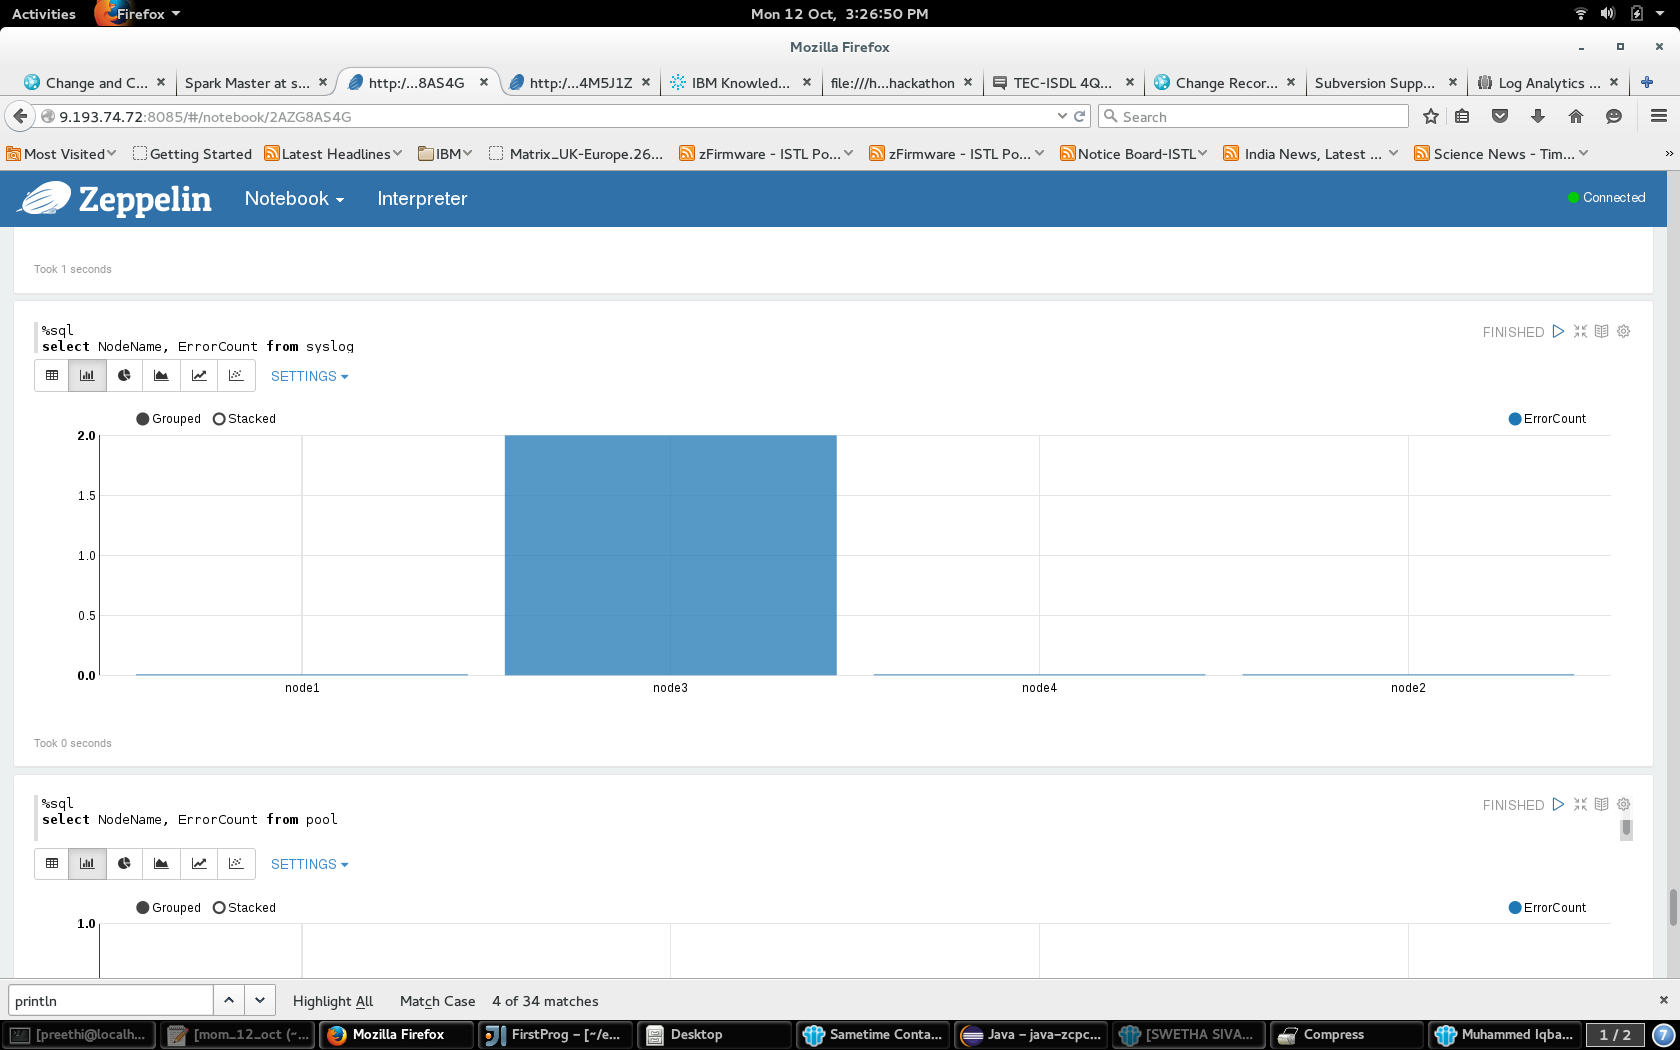 Activities Firefox Mon 12 Oct, 3:26:50 PM
Mozilla Firefox
Change and C... Spark Master at s... http:/...8AS4G http:/...4M5J1Z IBM Knowled... file:///h...hackathon TEC-ISDL 4Q... Change Recor... Subversion Supp... Log Analytics ...
9.193.74.72:8085/#/notebook/2AZG8AS4G Search
Most Visited Getting Started Latest Headlines IBM Matrix_UK-Europe.26... zFirmware - ISTL Po... zFirmware - ISTL Po... Notice Board-ISTL India News, Latest ... Science News - Tim... »
Zeppelin Notebook Interpreter Connected
Took 1 seconds
%sql
FINISHED
select NodeName, ErrorCount from syslog
SETTINGS
Grouped Stacked ErrorCount
2.0
1.5
1.0
0.5
0.0
node1 node3 node4 node2
Took 0 seconds
%sql
FINISHED
select NodeName, ErrorCount from pool
SETTINGS
Grouped Stacked ErrorCount
1.0
println Highlight All Match Case 4 of 34 matches
[preethi@localh... [mom_12_oct (~... Mozilla Firefox FirstProg – [~/e... Desktop Sametime Conta... Java – java-zcpc... [SWETHA SIVA... Compress Muhammed Iqba... 1 / 2 7